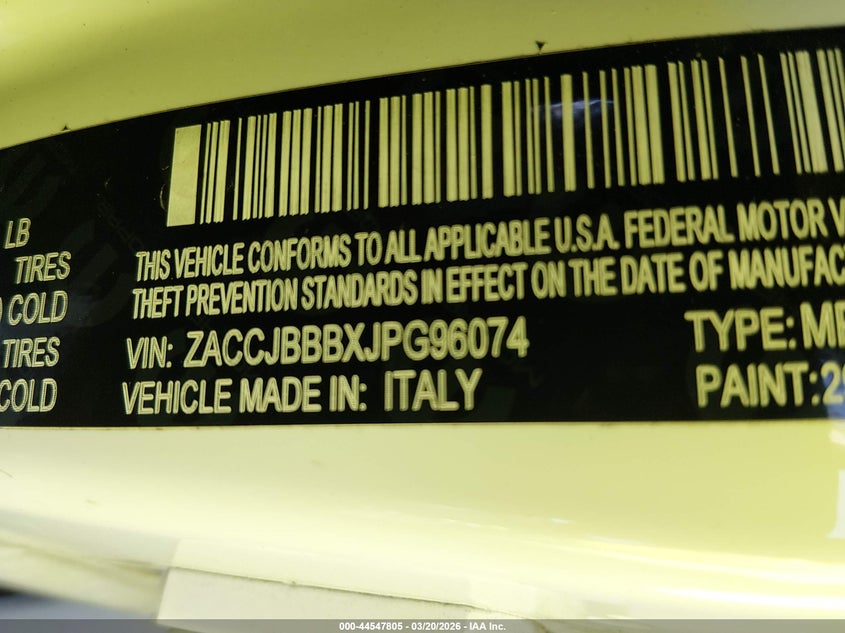 LB
TIRES
COLD
TIRES
COLD
THIS VEHICLE CONFORMS TO ALL APPLICABLE U.S.A. FEDERAL MOTOR V
THEFT PREVENTION STANDARDS IN EFFECT ON THE DATE OF MANUFAC
VIN: ZACCJBBBXJPG96074 TYPE: MP
VEHICLE MADE IN: ITALY PAINT: 29
000-44547805 - 03/20/2026 - IAA Inc.